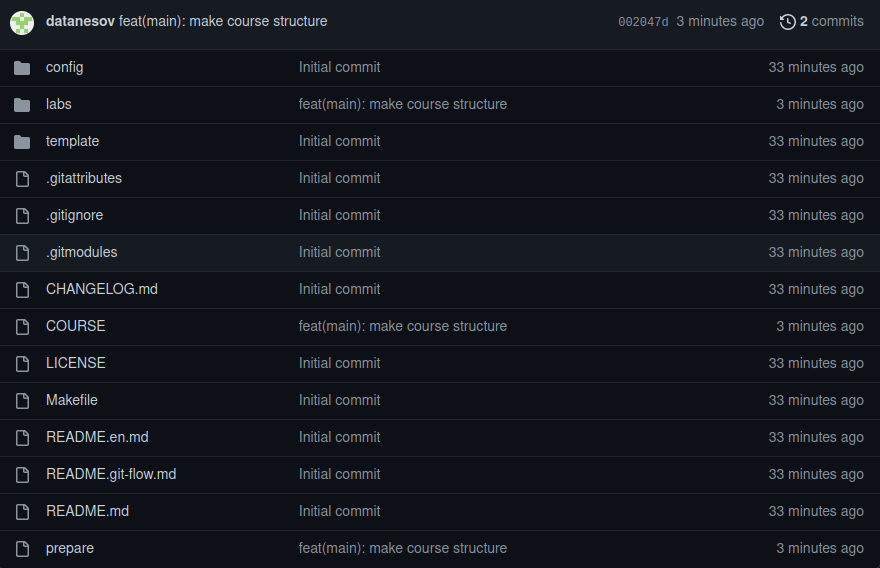 datanesov feat(main): make course structure 002047d 3 minutes ago 2 commits
config Initial commit 33 minutes ago
labs feat(main): make course structure 3 minutes ago
template Initial commit 33 minutes ago
.gitattributes Initial commit 33 minutes ago
.gitignore Initial commit 33 minutes ago
.gitmodules Initial commit 33 minutes ago
CHANGELOG.md Initial commit 33 minutes ago
COURSE feat(main): make course structure 3 minutes ago
LICENSE Initial commit 33 minutes ago
Makefile Initial commit 33 minutes ago
README.en.md Initial commit 33 minutes ago
README.git-flow.md Initial commit 33 minutes ago
README.md Initial commit 33 minutes ago
prepare feat(main): make course structure 3 minutes ago